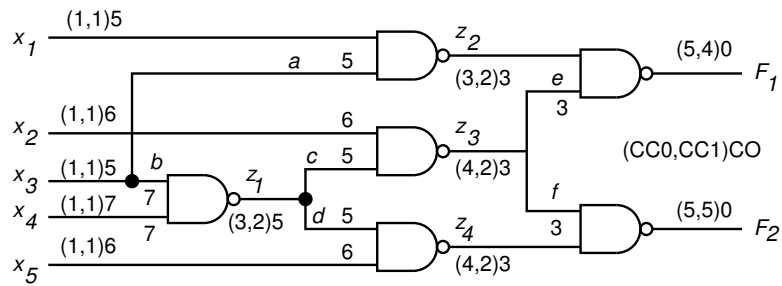 x1 (1,1)5 z2 (5,4)0 F1
a 5 (3,2)3 e 3
x2 (1,1)6 6 z3
x3 (1,1)5 b c 5 (4,2)3 (CC0,CC1)CO
7 z1
x4 (1,1)7 7 (3,2)5 d 5 z4 f 3 (5,5)0 F2
x5 (1,1)6 6 (4,2)3